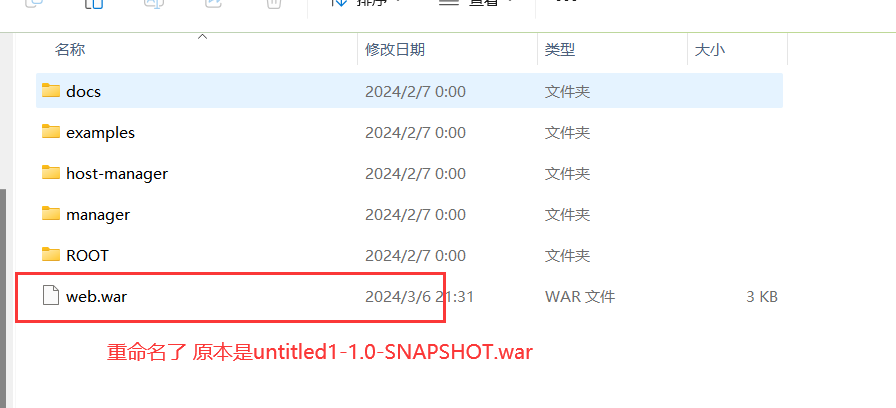 排序
查看
名称 修改日期 类型 大小
docs 2024/2/7 0:00 文件夹
examples 2024/2/7 0:00 文件夹
host-manager 2024/2/7 0:00 文件夹
manager 2024/2/7 0:00 文件夹
ROOT 2024/2/7 0:00 文件夹
web.war 2024/3/6 21:31 WAR 文件 3 KB
重命名了 原本是untitled1-1.0-SNAPSHOT.war